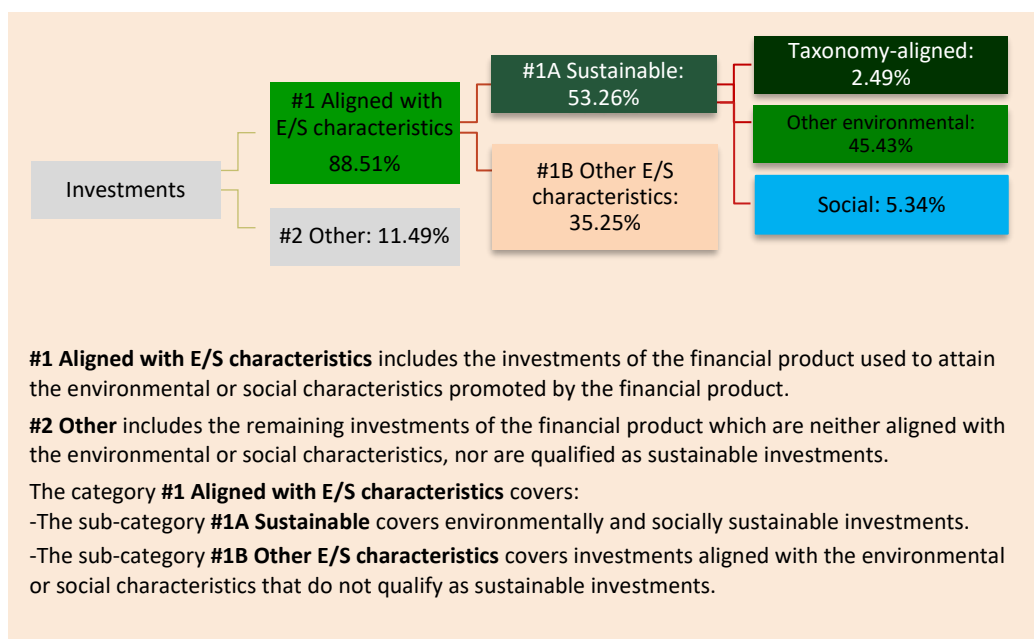 Investments
#1 Aligned with
E/S characteristics
88.51%
#2 Other: 11.49%
#1A Sustainable:
53.26%
#1B Other E/S
characteristics:
35.25%
Taxonomy-aligned:
2.49%
Other environmental:
45.43%
Social: 5.34%
#1 Aligned with E/S characteristics includes the investments of the financial product used to attain
the environmental or social characteristics promoted by the financial product.
#2 Other includes the remaining investments of the financial product which are neither aligned with
the environmental or social characteristics, nor are qualified as sustainable investments.
The category #1 Aligned with E/S characteristics covers:
-The sub-category #1A Sustainable covers environmentally and socially sustainable investments.
-The sub-category #1B Other E/S characteristics covers investments aligned with the environmental
or social characteristics that do not qualify as sustainable investments.